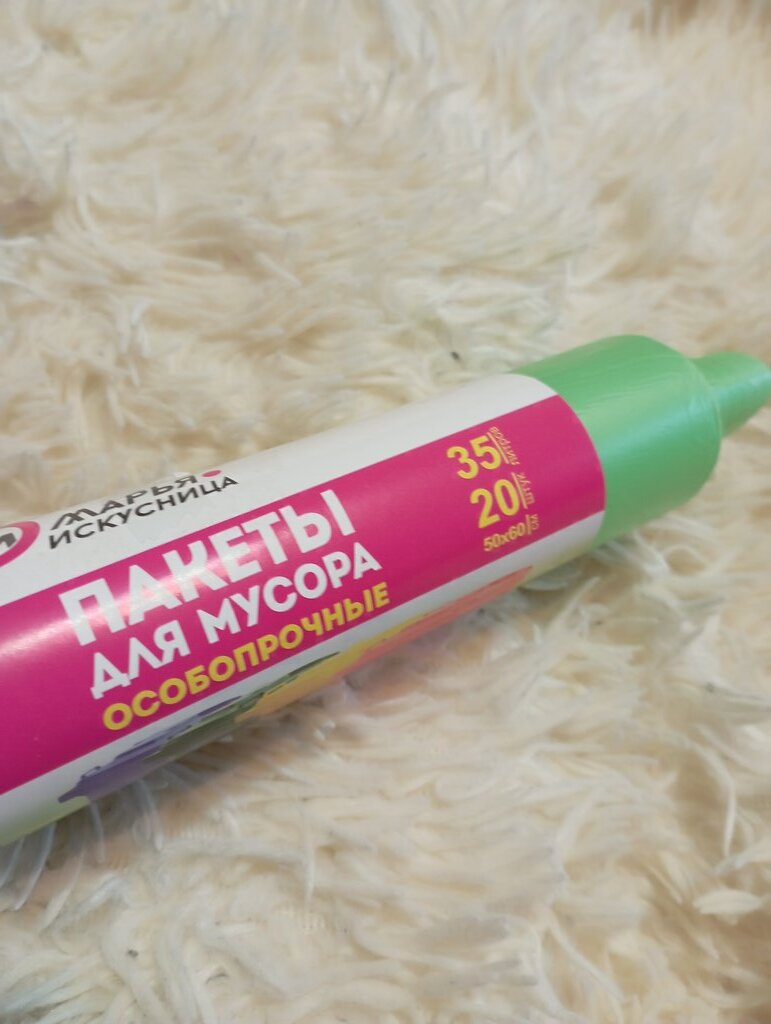 МАРЬЯ
ИСКУСНИЦА
ПАКЕТЫ
ДЛЯ МУСОРА
ОСОБОПРОЧНЫЕ
35 литров
20 штук
50х60 см